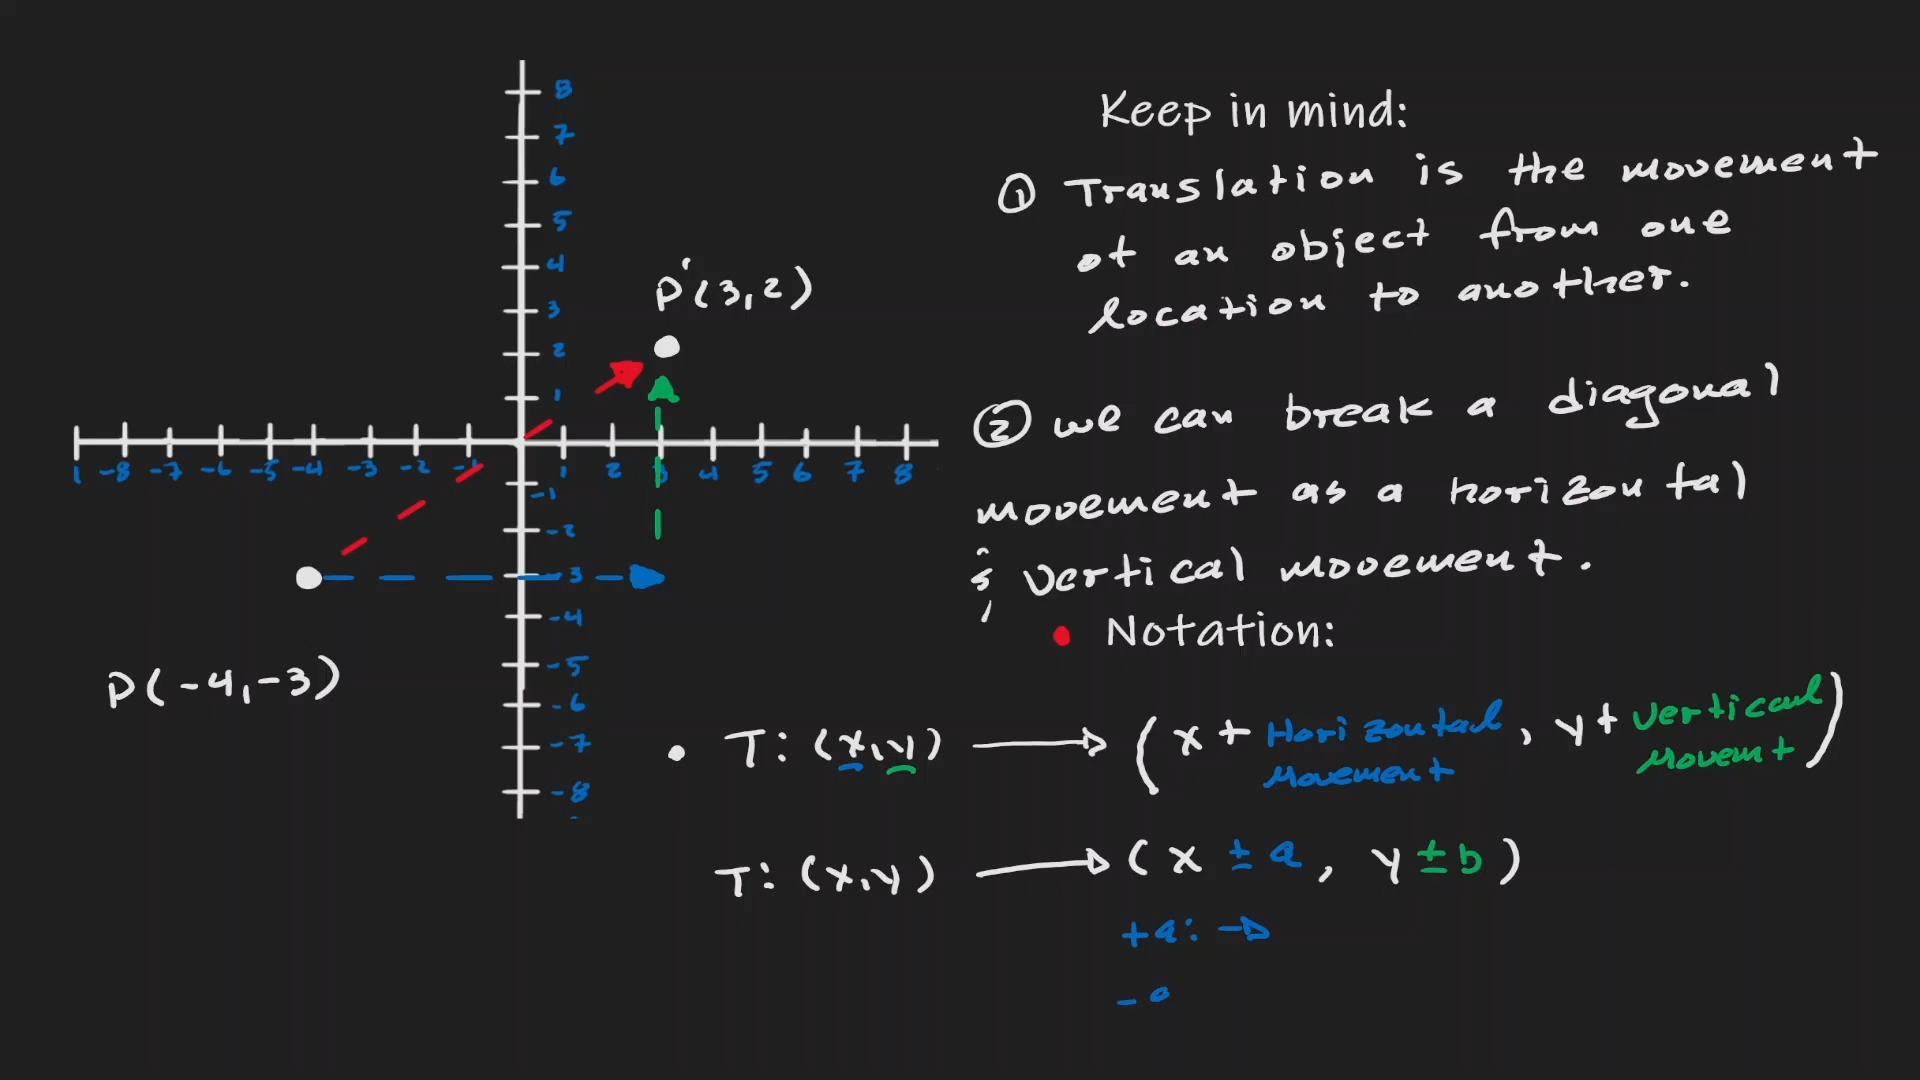 Keep in mind:
① Translation is the movement
of an object from one
location to another.
② we can break a diagonal
movement as a horizontal
& vertical movement.
• Notation:
• T: (x,y) → (x + Horizontal Movement, y + Vertical Movemt)
T: (x,y) → (x ± a, y ± b)
+a: →
-a
8
7
6
5
4
3
2
1
P'(3,2)
1 -8 -7 -6 -5 -4 -3 -2 -1 1 2 3 4 5 6 7 8
-1
-2
-3
-4
-5
-6
-7
-8
P(-4,-3)